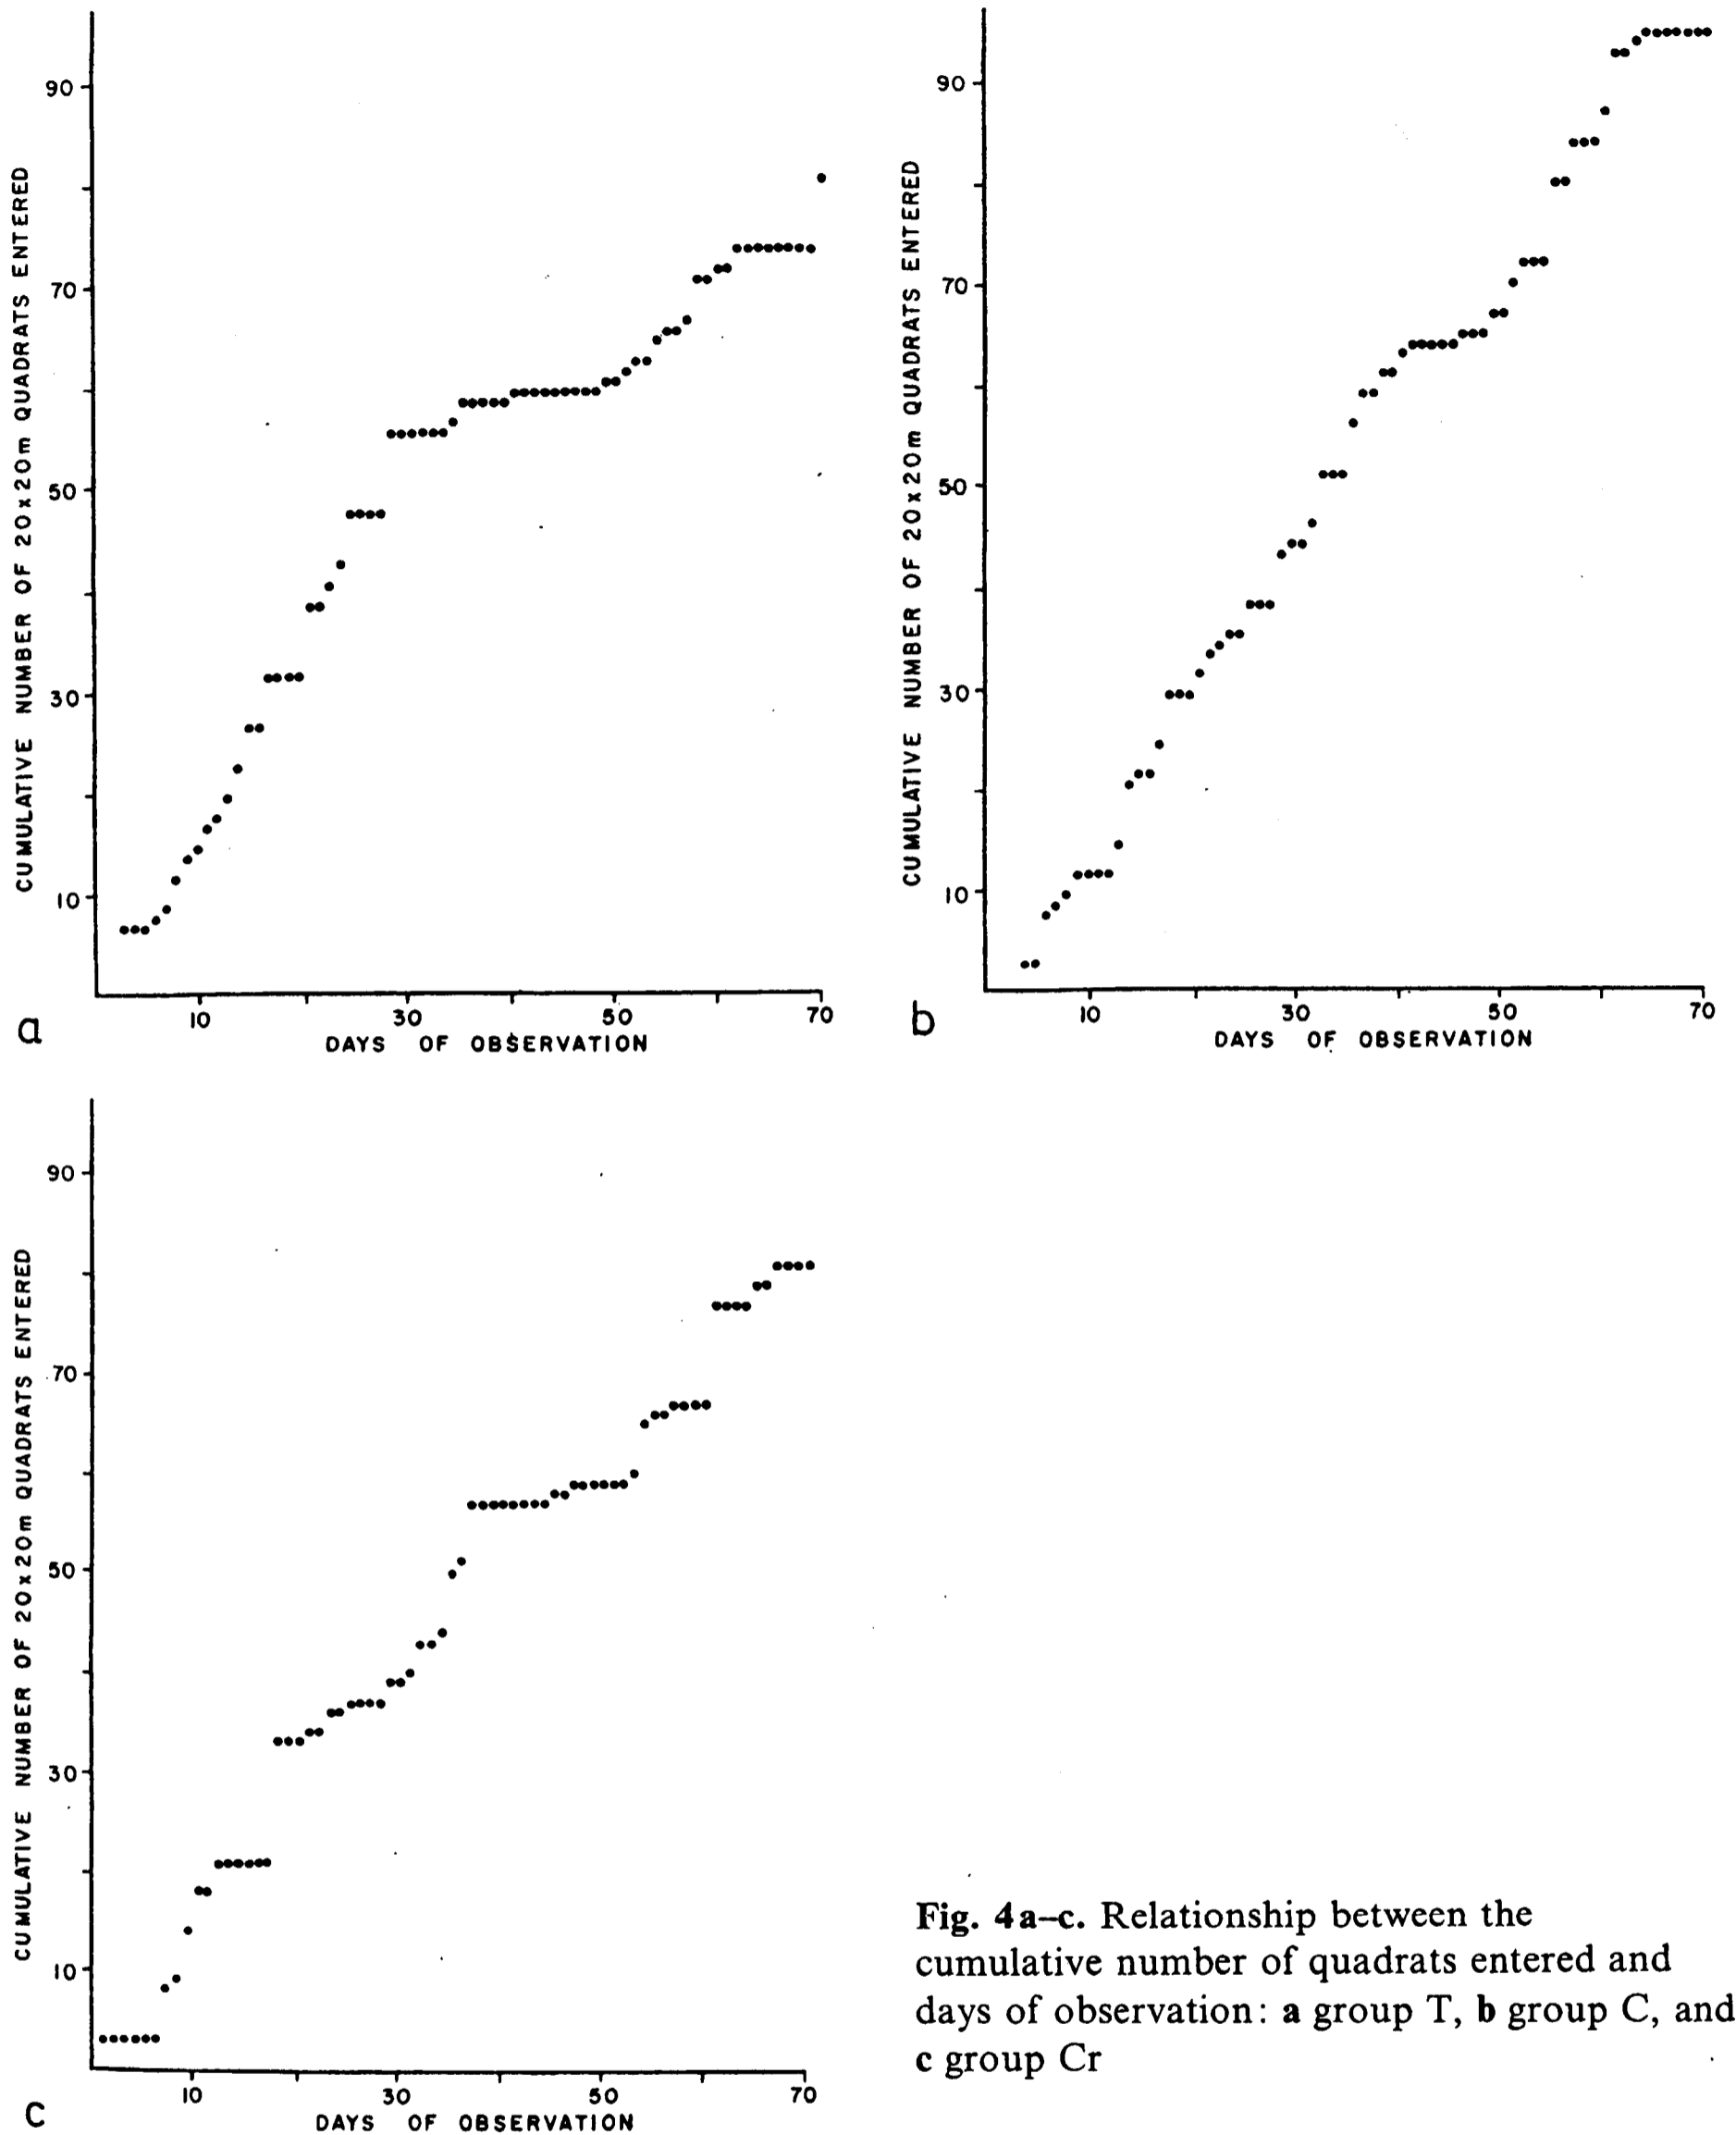 CUMULATIVE NUMBER OF 20x20m QUADRATS ENTERED
90
70
50
30
10
10 30 50 70
DAYS OF OBSERVATION
a
CUMULATIVE NUMBER OF 20x20m QUADRATS ENTERED
90
70
50
30
10
10 30 50 70
DAYS OF OBSERVATION
b
CUMULATIVE NUMBER OF 20x20m QUADRATS ENTERED
90
70
50
30
10
10 30 50 70
DAYS OF OBSERVATION
c
Fig. 4a–c. Relationship between the
cumulative number of quadrats entered and
days of observation: a group T, b group C, and
c group Cr